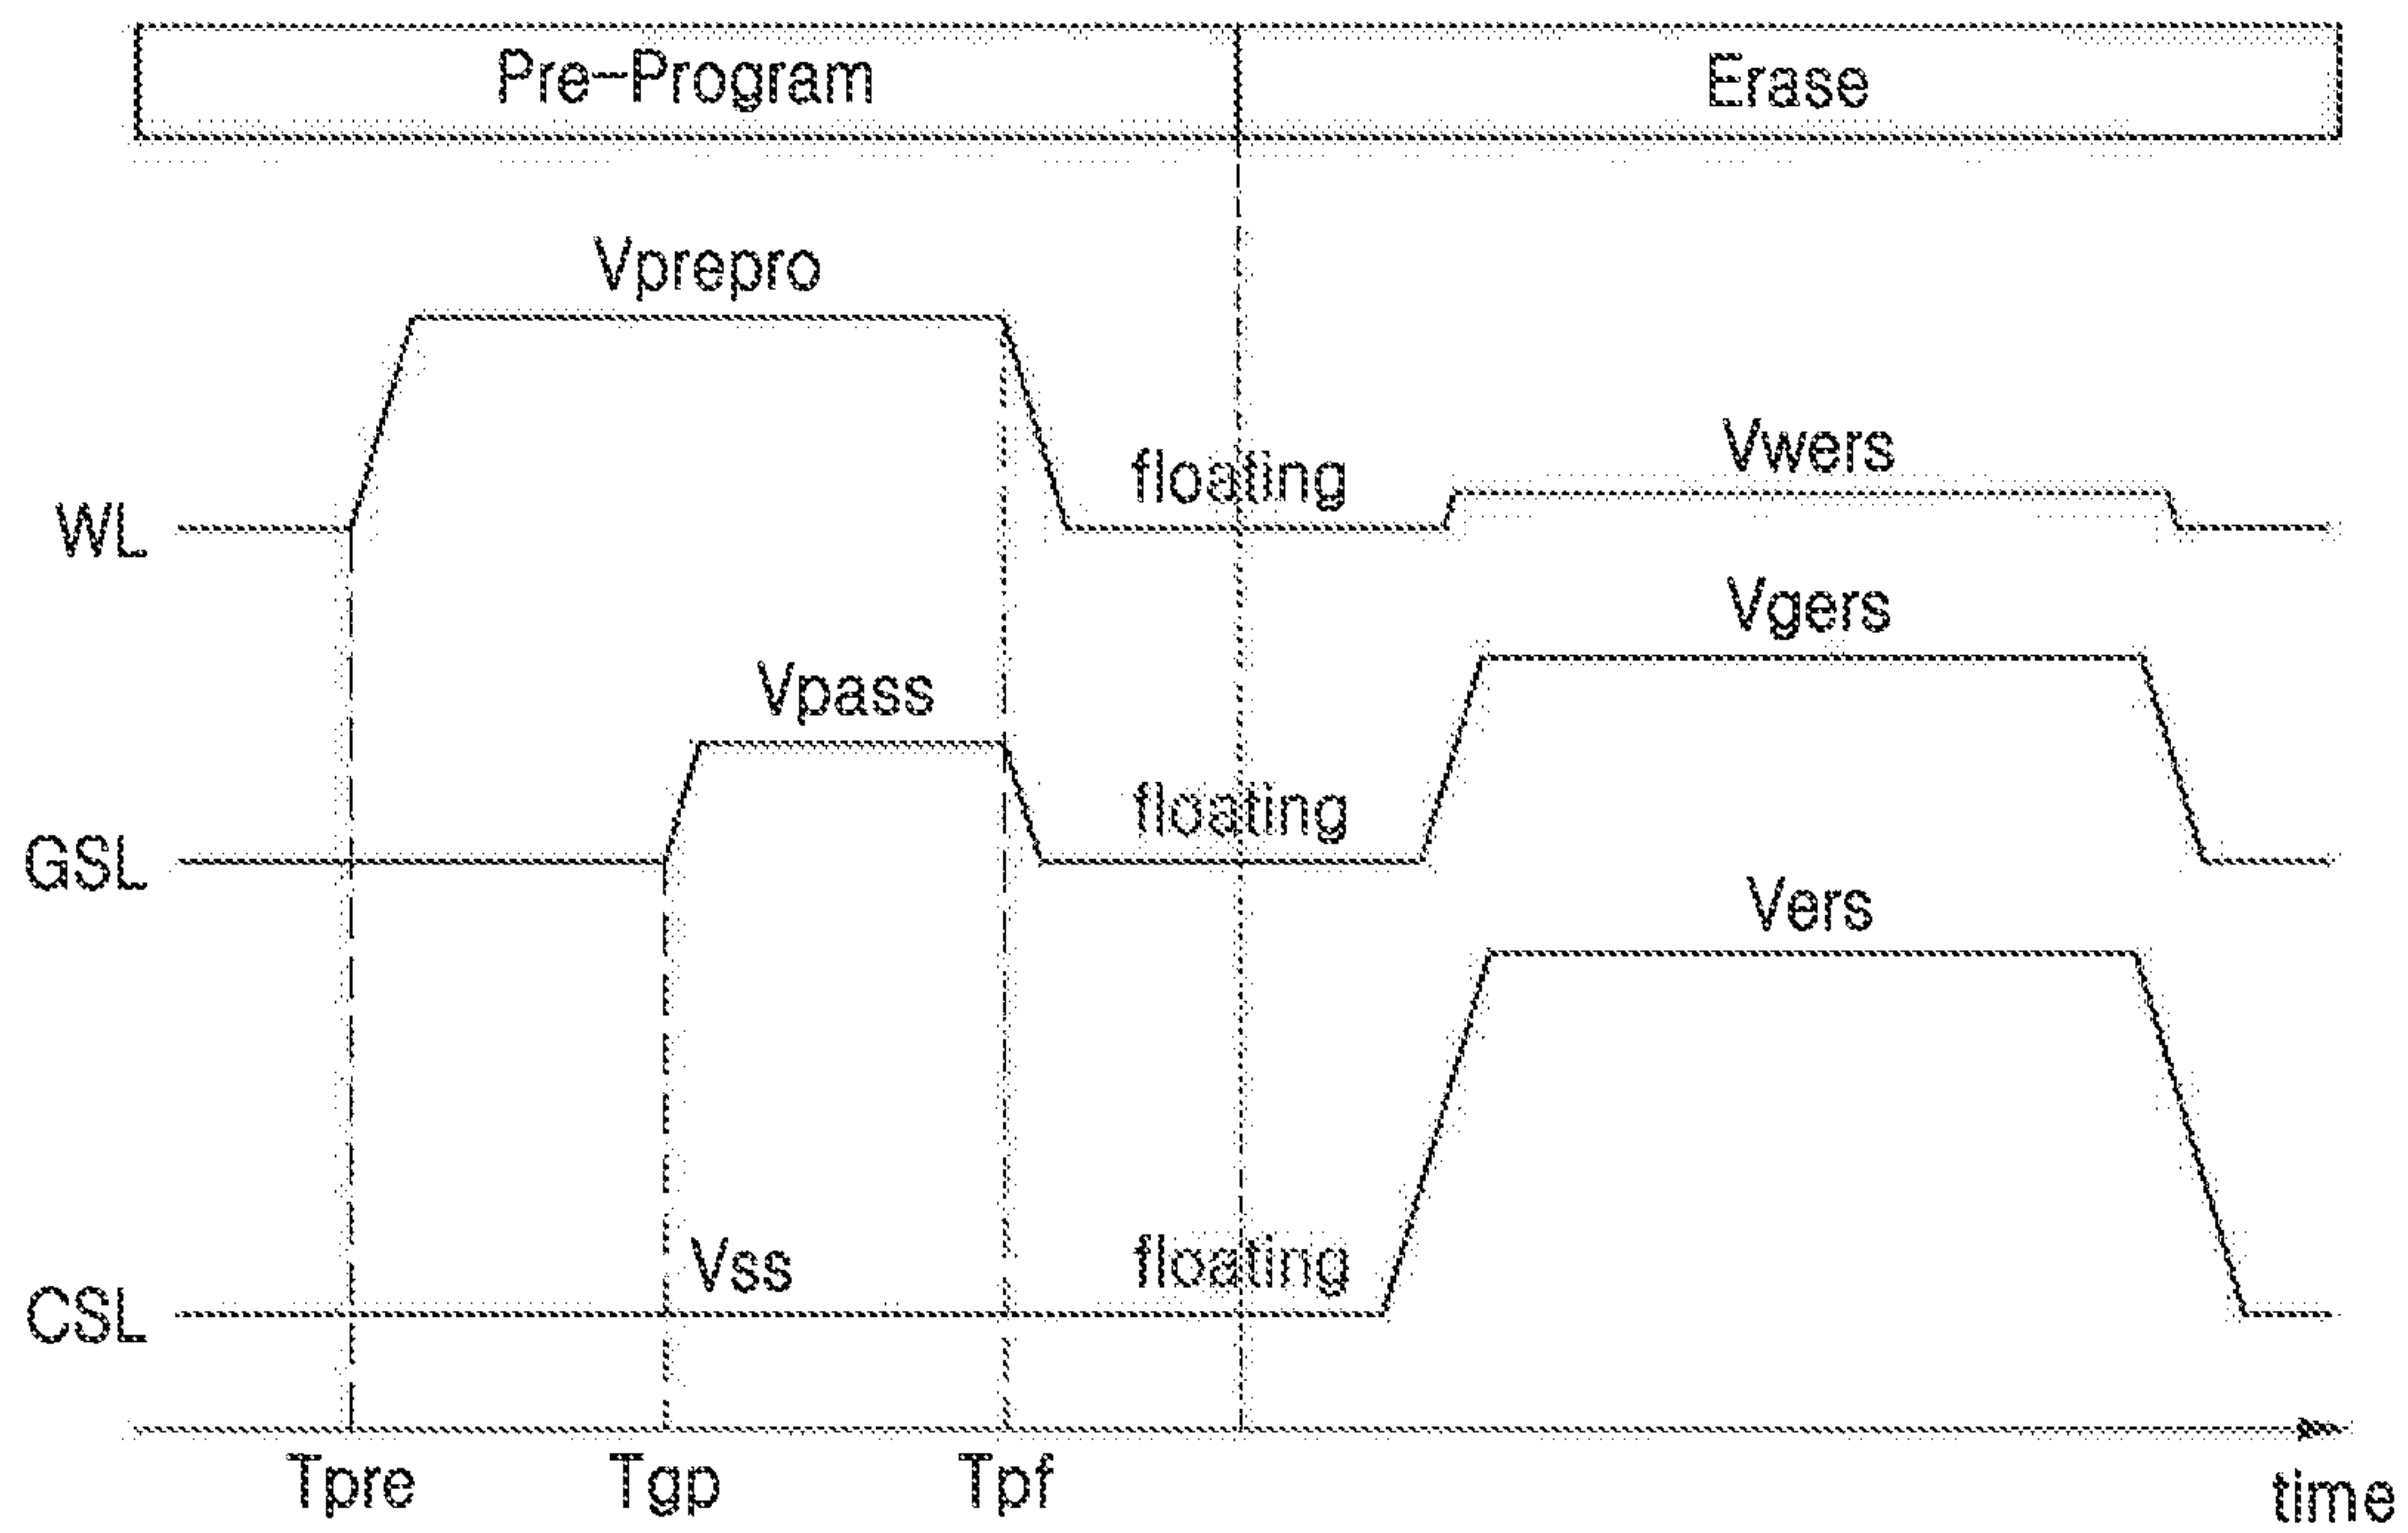 Pre-Program
Erase
Vprepro
WL
floating
Vwers
Vgers
Vpass
GSL
floating
Vers
CSL
Vss
floating
Tpre
Tgp
Tpf
time